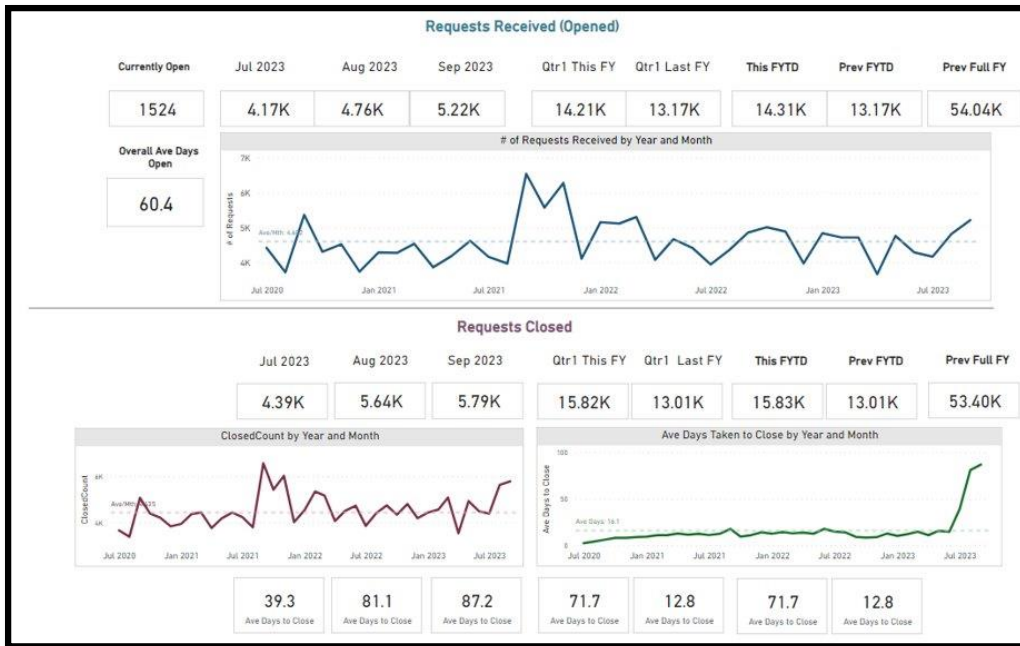 Requests Received (Opened)
Currently Open Jul 2023 Aug 2023 Sep 2023 Qtr1 This FY Qtr1 Last FY This FYTD Prev FYTD Prev Full FY
1524 4.17K 4.76K 5.22K 14.21K 13.17K 14.31K 13.17K 54.04K
Overall Ave Days
Open
60.4
# of Requests Received by Year and Month
# of Requests
7K
6K
5K
4K
Ave/Mth:
Jul 2020 Jan 2021 Jul 2021 Jan 2022 Jul 2022 Jan 2023 Jul 2023
Requests Closed
Jul 2023 Aug 2023 Sep 2023 Qtr1 This FY Qtr1 Last FY This FYTD Prev FYTD Prev Full FY
4.39K 5.64K 5.79K 15.82K 13.01K 15.83K 13.01K 53.40K
ClosedCount by Year and Month
ClosedCount
6K
4K
Ave/Mth:
Jul 2020 Jan 2021 Jul 2021 Jan 2022 Jul 2022 Jan 2023 Jul 2023
Ave Days Taken to Close by Year and Month
Ave Days to Close
100
50
0
Ave Days: 16.1
Jul 2020 Jan 2021 Jul 2021 Jan 2022 Jul 2022 Jan 2023 Jul 2023
39.3 81.1 87.2 71.7 12.8 71.7 12.8
Ave Days to Close Ave Days to Close Ave Days to Close Ave Days to Close Ave Days to Close Ave Days to Close Ave Days to Close